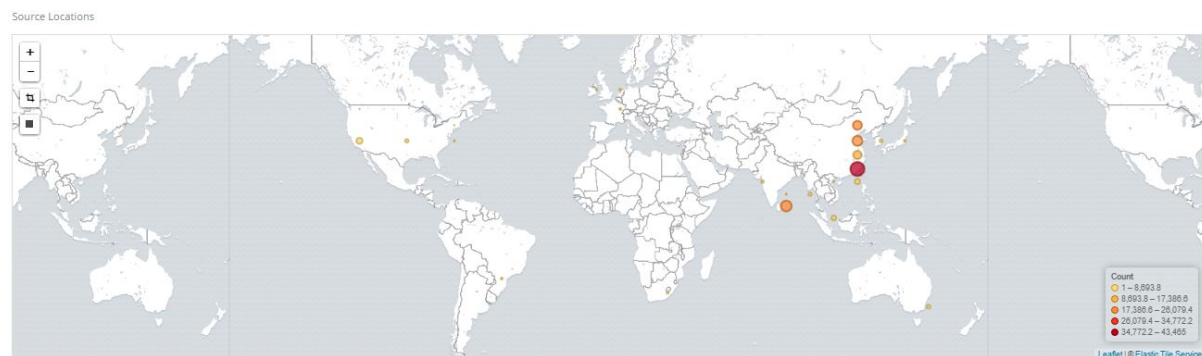 Source Locations
+
−
Count
1 – 8,693.8
8,693.8 – 17,386.6
17,386.6 – 26,079.4
26,079.4 – 34,772.2
34,772.2 – 43,465
Leaflet | © Elastic Tile Service